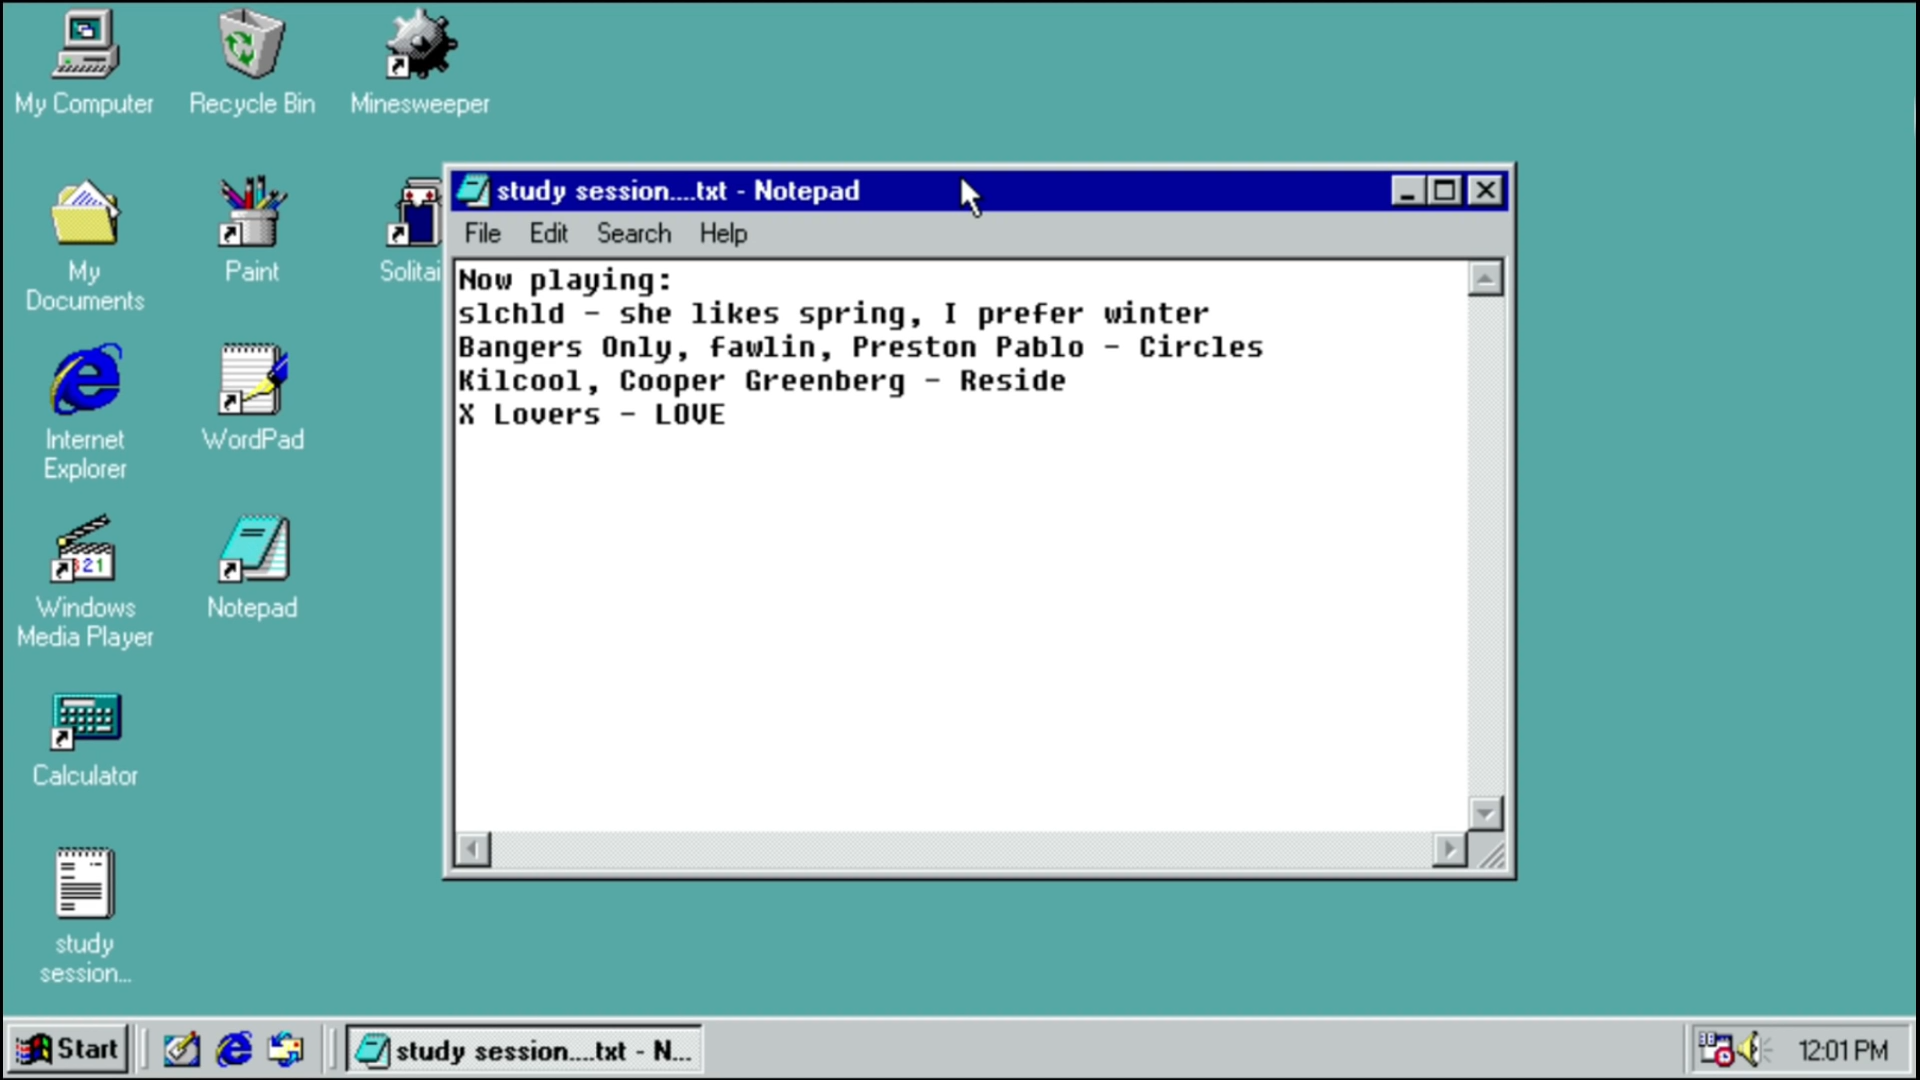 My Computer
Recycle Bin
Minesweeper
study session....txt - Notepad
File Edit Search Help
Now playing:
slchld - she likes spring, I prefer winter
Bangers Only, fawlin, Preston Pablo - Circles
Kilcool, Cooper Greenberg - Reside
X Lovers - LOVE
My
Documents
Paint
Solitai
Internet
Explorer
WordPad
Windows
Media Player
Notepad
Calculator
study
session...
Start
study session....txt - N...
12:01 PM